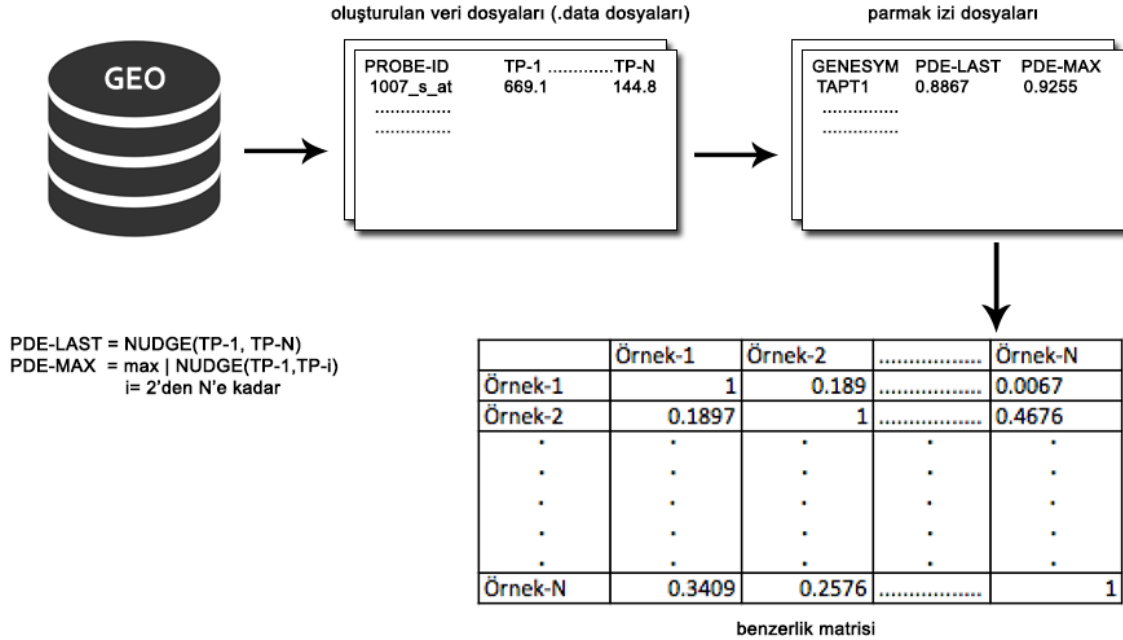 oluşturulan veri dosyaları (.data dosyaları)
parmak izi dosyaları
GEO
PROBE-ID TP-1 .............TP-N
1007_s_at 669.1 144.8
...............
...............
GENESYM PDE-LAST PDE-MAX
TAPT1 0.8867 0.9255
...............
...............
PDE-LAST = NUDGE(TP-1, TP-N)
PDE-MAX = max | NUDGE(TP-1,TP-i)
i= 2'den N'e kadar
Örnek-1 Örnek-2 .................. Örnek-N
Örnek-1 1 0.189 .................. 0.0067
Örnek-2 0.1897 1 .................. 0.4676
. . . . .
. . . . .
. . . . .
. . . . .
. . . . .
Örnek-N 0.3409 0.2576 .................. 1
benzerlik matrisi